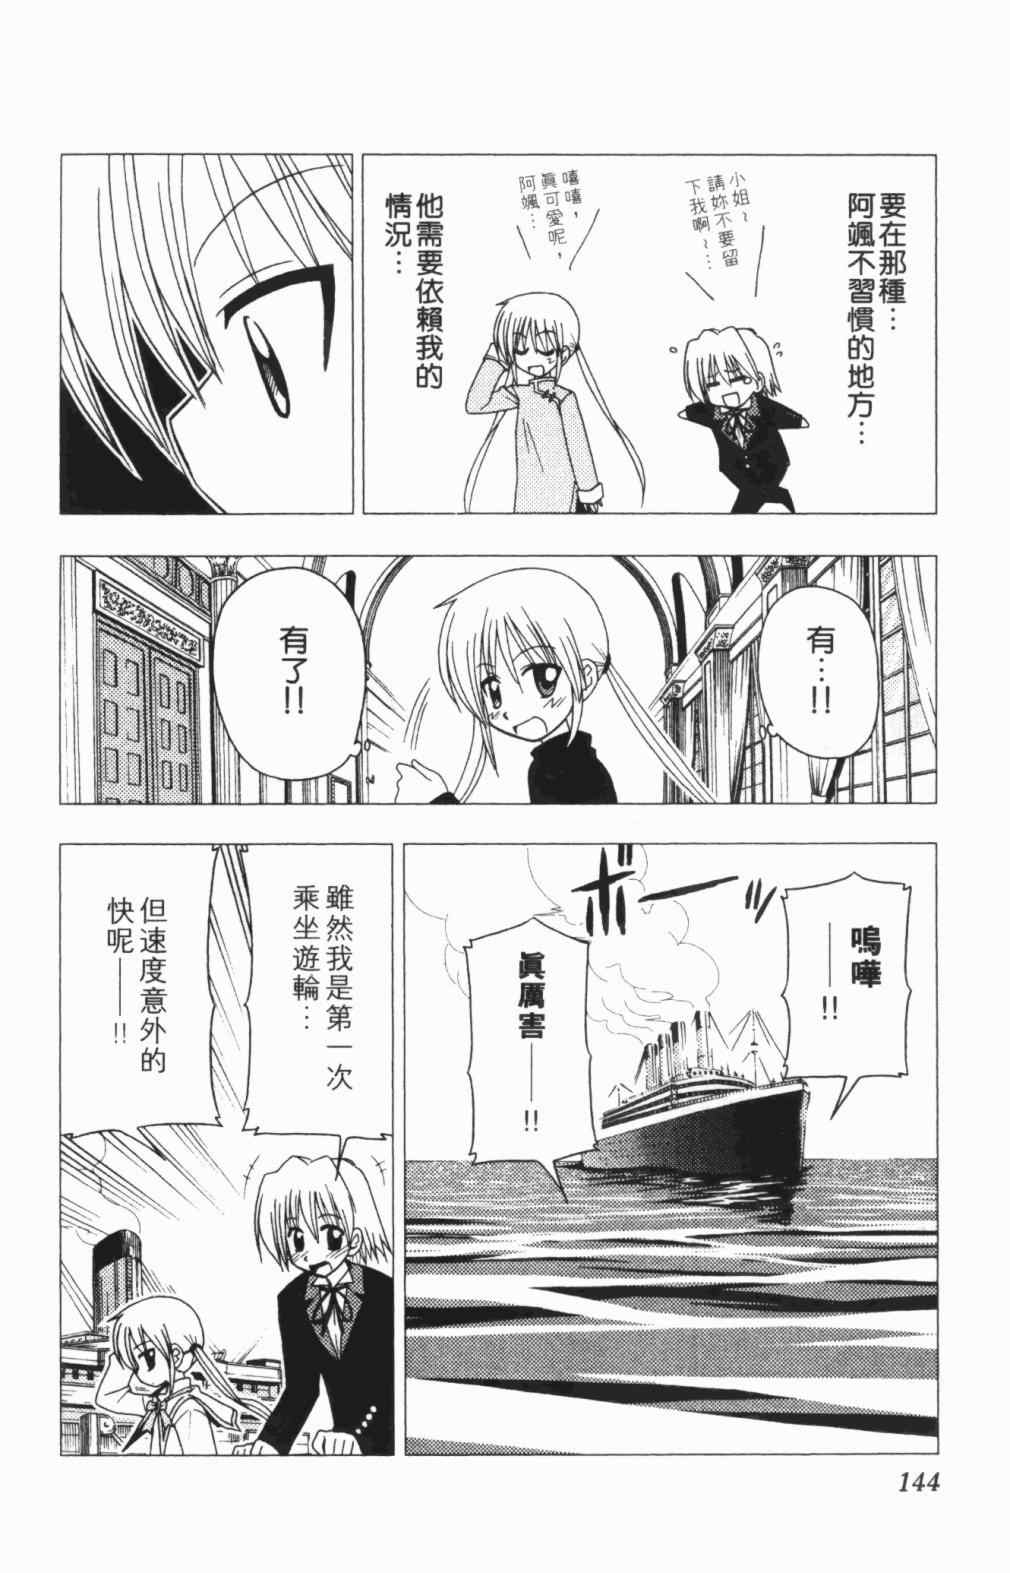 要在那種…
阿颯不習慣的地方…
小姐～
請妳不要留
下我啊～…
嘻嘻，
眞可愛呢，
阿颯…
他需要依賴我的
情況…
有…!!
有了!!
嗚嘩
——!!
ボーッ
眞厲害
——!!
雖然我是第一次
乘坐遊輪…
但速度意外的
快呢——!!
144